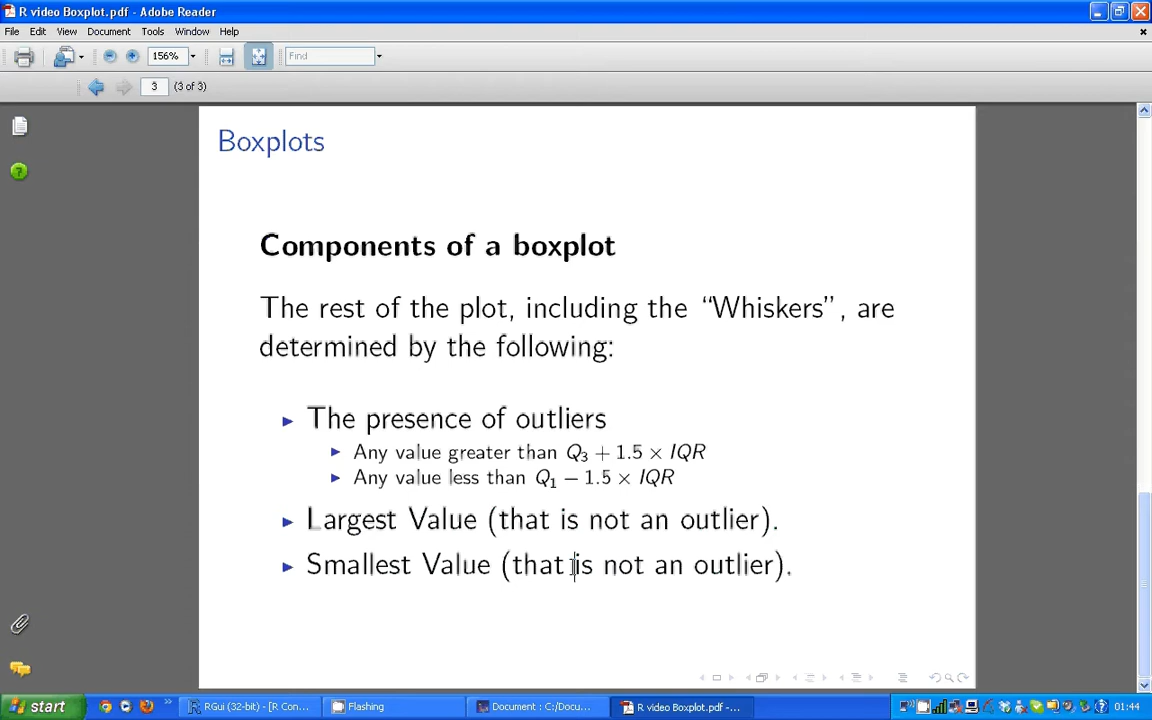 R video Boxplot.pdf - Adobe Reader
File Edit View Document Tools Window Help
156%
Find
3 (3 of 3)
Boxplots
Components of a boxplot
The rest of the plot, including the “Whiskers”, are
determined by the following:
The presence of outliers
Any value greater than Q3 + 1.5 × IQR
Any value less than Q1 − 1.5 × IQR
Largest Value (that is not an outlier).
Smallest Value (that is not an outlier).
start
RGui (32-bit) - [R Con...
Flashing
Document : C:/Docu...
R video Boxplot.pdf -...
01:44